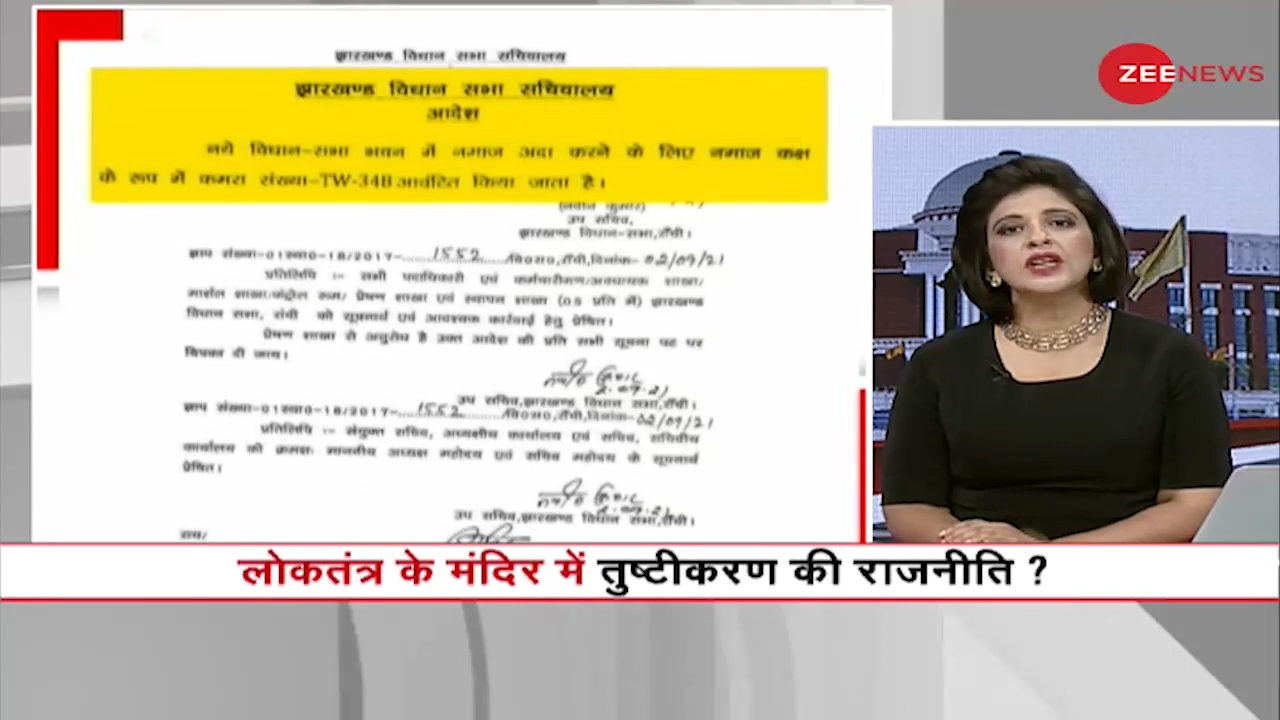 झारखण्ड विधान सभा सचिवालय
झारखण्ड विधान सभा सचिवालय
आदेश
नये विधान-सभा भवन में नमाज अदा करने के लिए नमाज कक्ष
के रूप में कमरा संख्या-TW-348 आवंटित किया जाता है।
(नवीन कुमार)
उप सचिव,
झारखण्ड विधान-सभा, राँची।
ज्ञाप संख्या-01स्था0-18/2017-......1552....../वि0स0, राँची, दिनांक-02/09/21
प्रतिलिपि :- सभी पदाधिकारी एवं कर्मचारीगण/अध्यक्षीय शाखा/
मार्शल शाखा/कंट्रोल रूम/ प्रेषण शाखा एवं स्थापना शाखा (05 प्रति में) झारखण्ड
विधान सभा, रांची को सूचनार्थ एवं आवश्यक कार्रवाई हेतु प्रेषित।
प्रेषण शाखा से अनुरोध है उक्त आदेश की प्रति सभी सूचना पट पर
चिपका दी जाय।
उप सचिव, झारखण्ड विधान सभा, राँची।
ज्ञाप संख्या-01स्था0-18/2017-......1552....../वि0स0, राँची, दिनांक-02/09/21
प्रतिलिपि :- संयुक्त सचिव, अध्यक्षीय कार्यालय एवं सचिव, सचिवीय
कार्यालय को क्रमशः माननीय अध्यक्ष महोदय एवं सचिव महोदय के सूचनार्थ
प्रेषित।
उप सचिव, झारखण्ड विधान सभा, राँची।
ZEE NEWS
लोकतंत्र के मंदिर में तुष्टीकरण की राजनीति ?